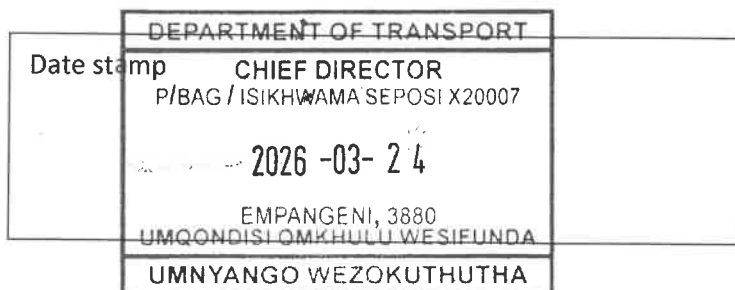 DEPARTMENT OF TRANSPORT
Date stamp
CHIEF DIRECTOR
P/BAG / ISIKHWAMA SEPOSI X20007
2026 -03- 24
EMPANGENI, 3880
UMQONDISI OMKHULU WESIFUNDA
UMNYANGO WEZOKUTHUTHA